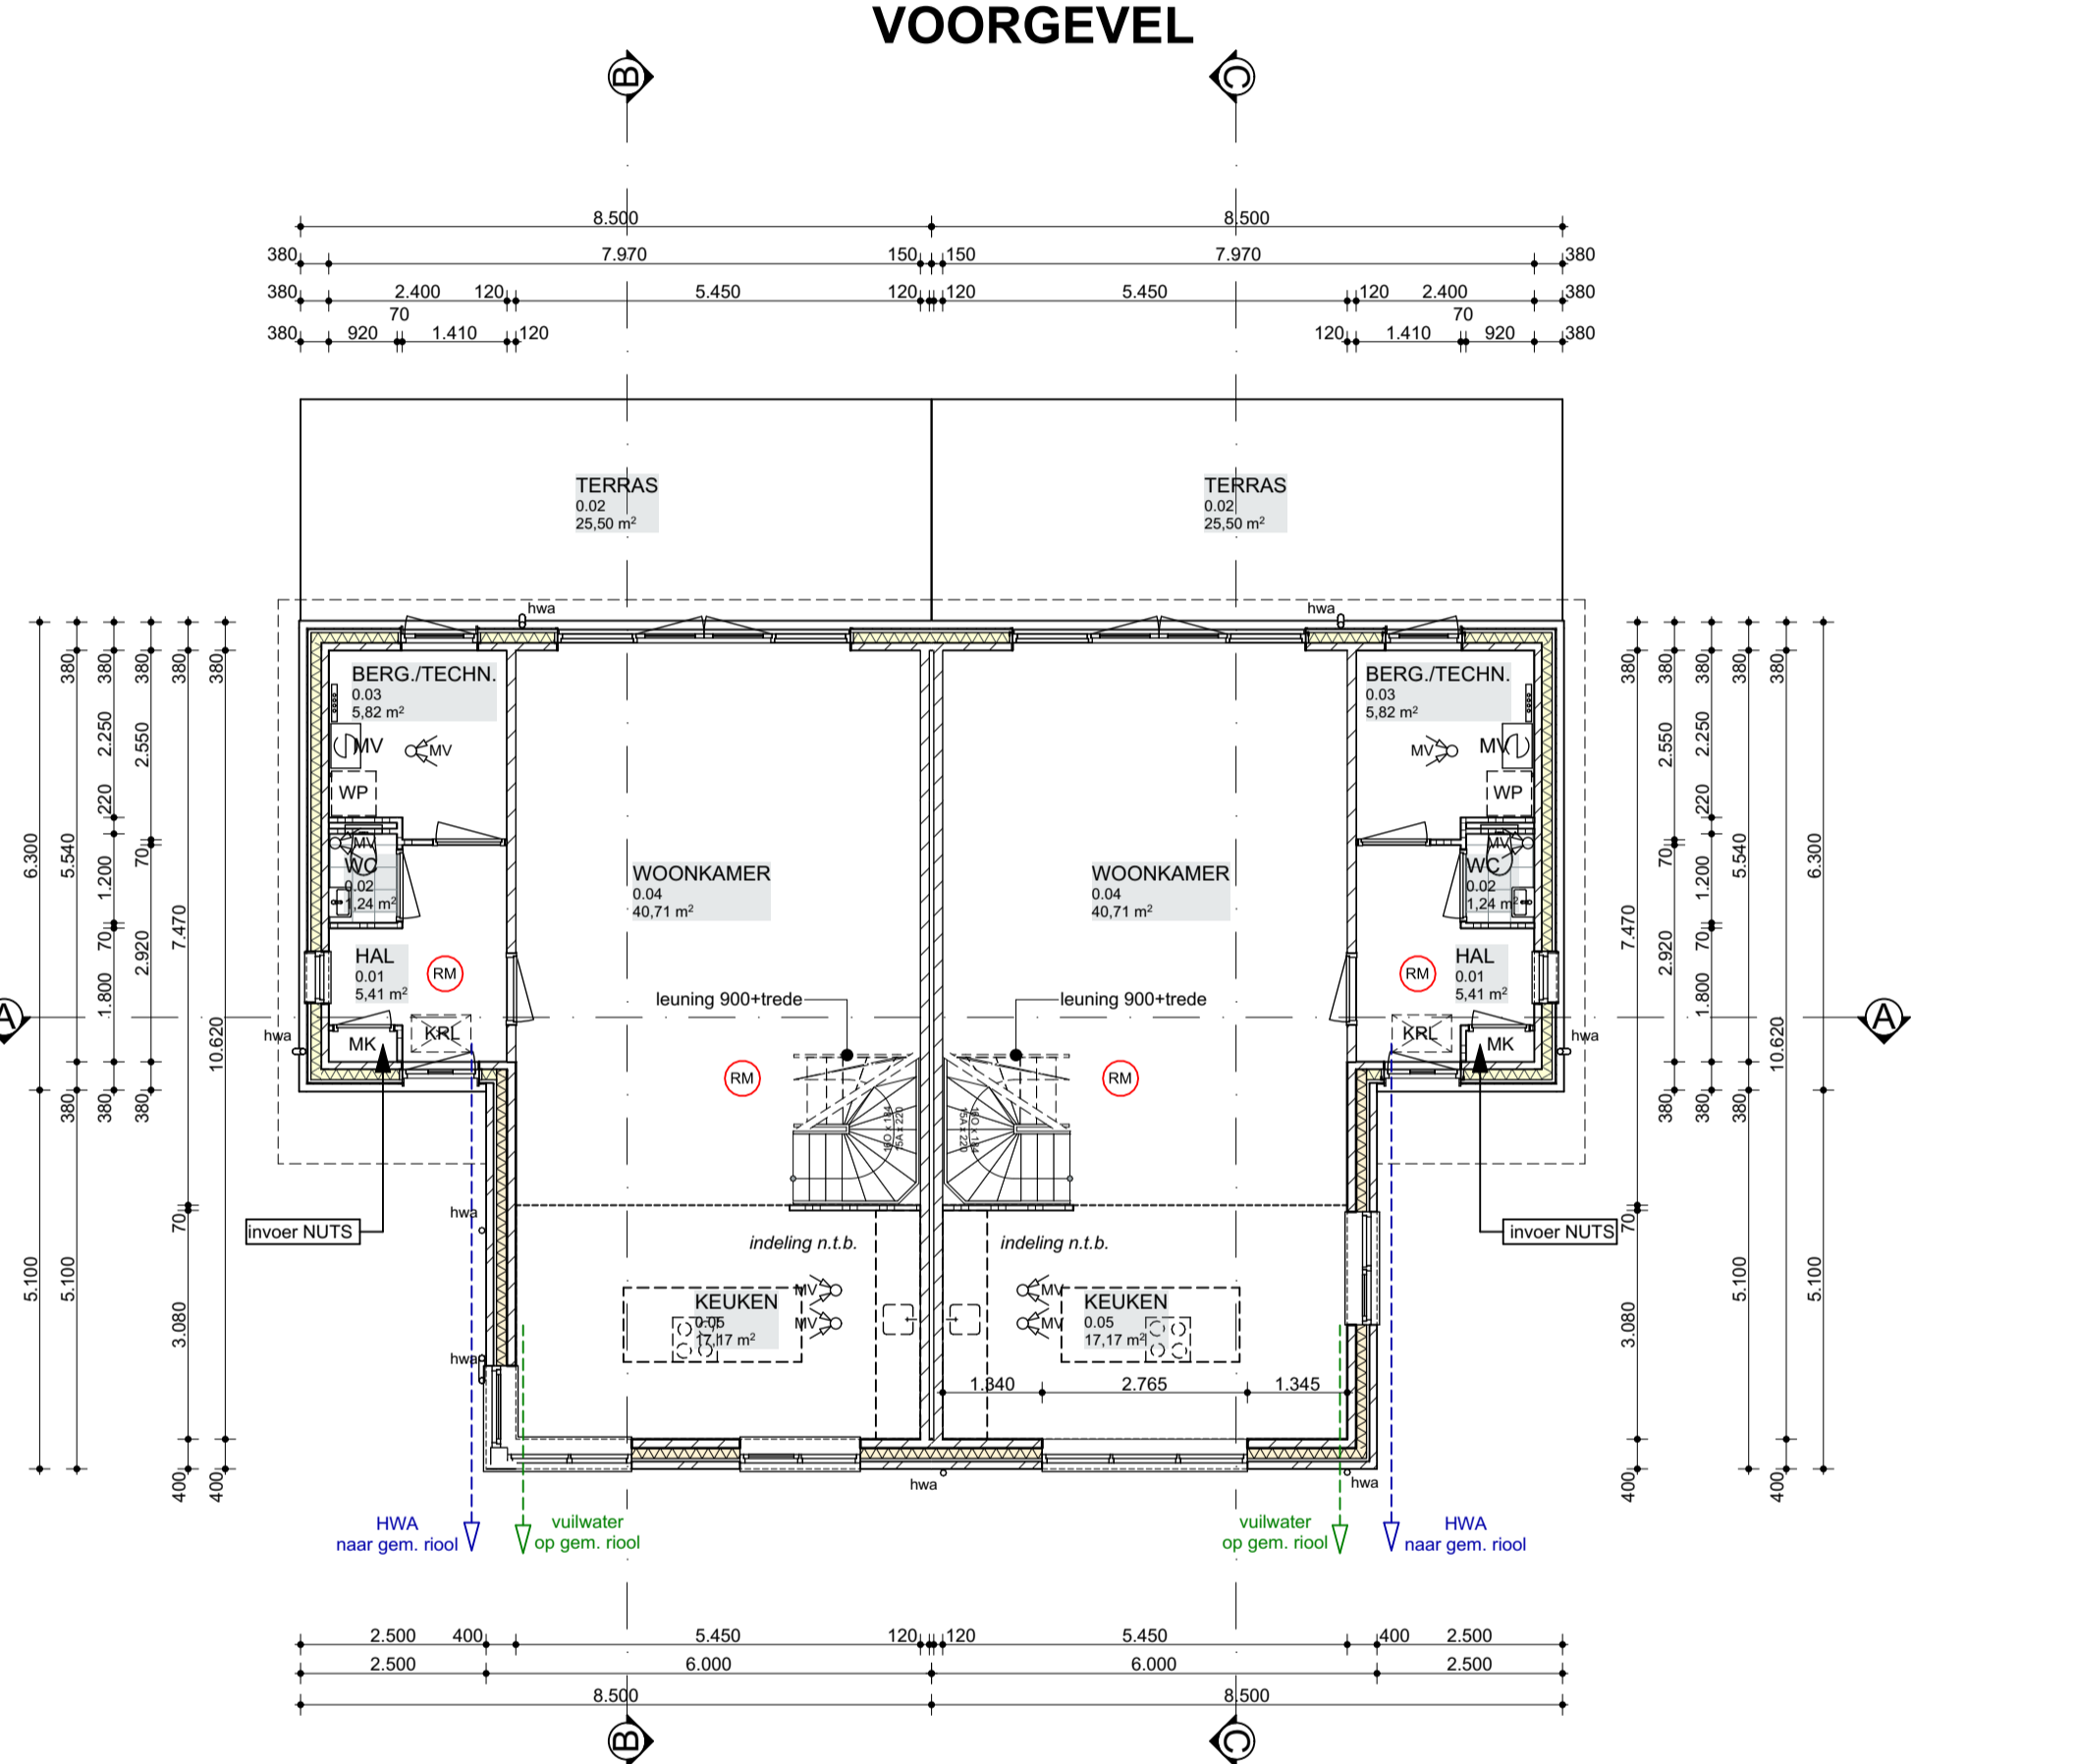 VOORGEVEL
B
C
8.500
8.500
380
7.970
150
150
7.970
380
380
2.400
120
5.450
120
120
5.450
120
2.400
380
70
70
380
920
1.410
120
120
1.410
920
380
TERRAS
0.02
25,50 m²
TERRAS
0.02
25,50 m²
hwa
hwa
380
380
380
380
380
380
380
380
380
380
BERG./TECHN.
0.03
5,82 m²
BERG./TECHN.
0.03
5,82 m²
MV
MV
MV
MV
WP
WP
2.250
2.550
220
2.550
2.250
220
6.300
5.540
1.200
70
7.470
70
2.920
1.800
10.620
7.470
2.920
70
1.200
70
1.800
5.540
10.620
6.300
MV
WC
0.02
1,24 m²
MV
WC
0.02
1,24 m²
WOONKAMER
0.04
40,71 m²
WOONKAMER
0.04
40,71 m²
HAL
0.01
5,41 m²
RM
RM
HAL
0.01
5,41 m²
leuning 900+trede
leuning 900+trede
A
A
hwa
hwa
MK
KRL
KRL
MK
RM
RM
16O x 184
15A x 220
16O x 184
15A x 220
380
380
380
380
380
380
hwa
invoer NUTS
invoer NUTS
indeling n.t.b.
indeling n.t.b.
70
70
5.100
5.100
3.080
3.080
5.100
5.100
MV
MV
MV
MV
KEUKEN
0.05
17,17 m²
KEUKEN
0.05
17,17 m²
hwa
1.340
2.765
1.345
400
400
400
400
hwa
hwa
HWA
naar gem. riool
vuilwater
op gem. riool
vuilwater
op gem. riool
HWA
naar gem. riool
2.500
400
5.450
120
120
5.450
400
2.500
2.500
6.000
6.000
2.500
8.500
8.500
B
C